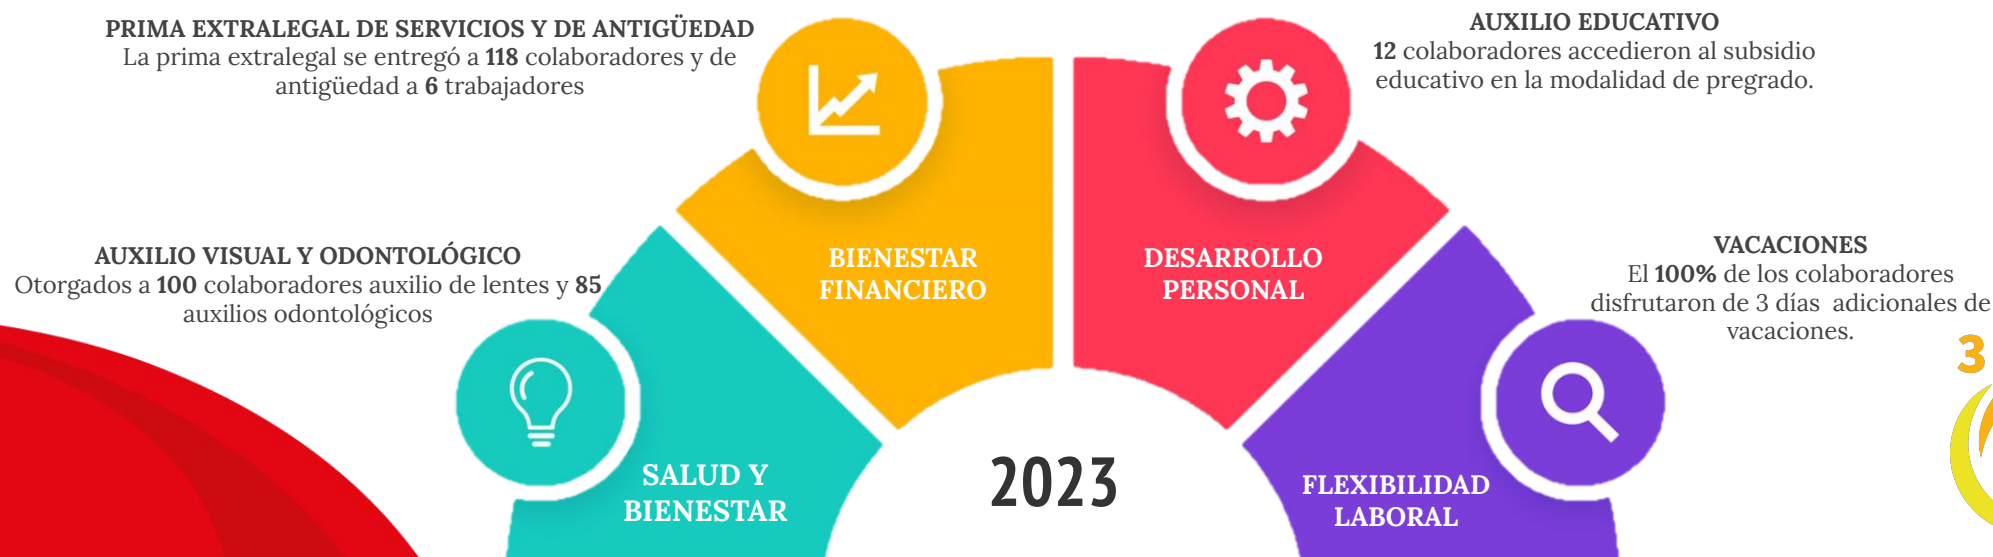 PRIMA EXTRALEGAL DE SERVICIOS Y DE ANTIGÜEDAD
La prima extralegal se entregó a 118 colaboradores y de
antigüedad a 6 trabajadores
AUXILIO EDUCATIVO
12 colaboradores accedieron al subsidio
educativo en la modalidad de pregrado.
AUXILIO VISUAL Y ODONTOLÓGICO
Otorgados a 100 colaboradores auxilio de lentes y 85
auxilios odontológicos
BIENESTAR
FINANCIERO
DESARROLLO
PERSONAL
VACACIONES
El 100% de los colaboradores
disfrutaron de 3 días  adicionales de
vacaciones.
3
SALUD Y
BIENESTAR
2023
FLEXIBILIDAD
LABORAL